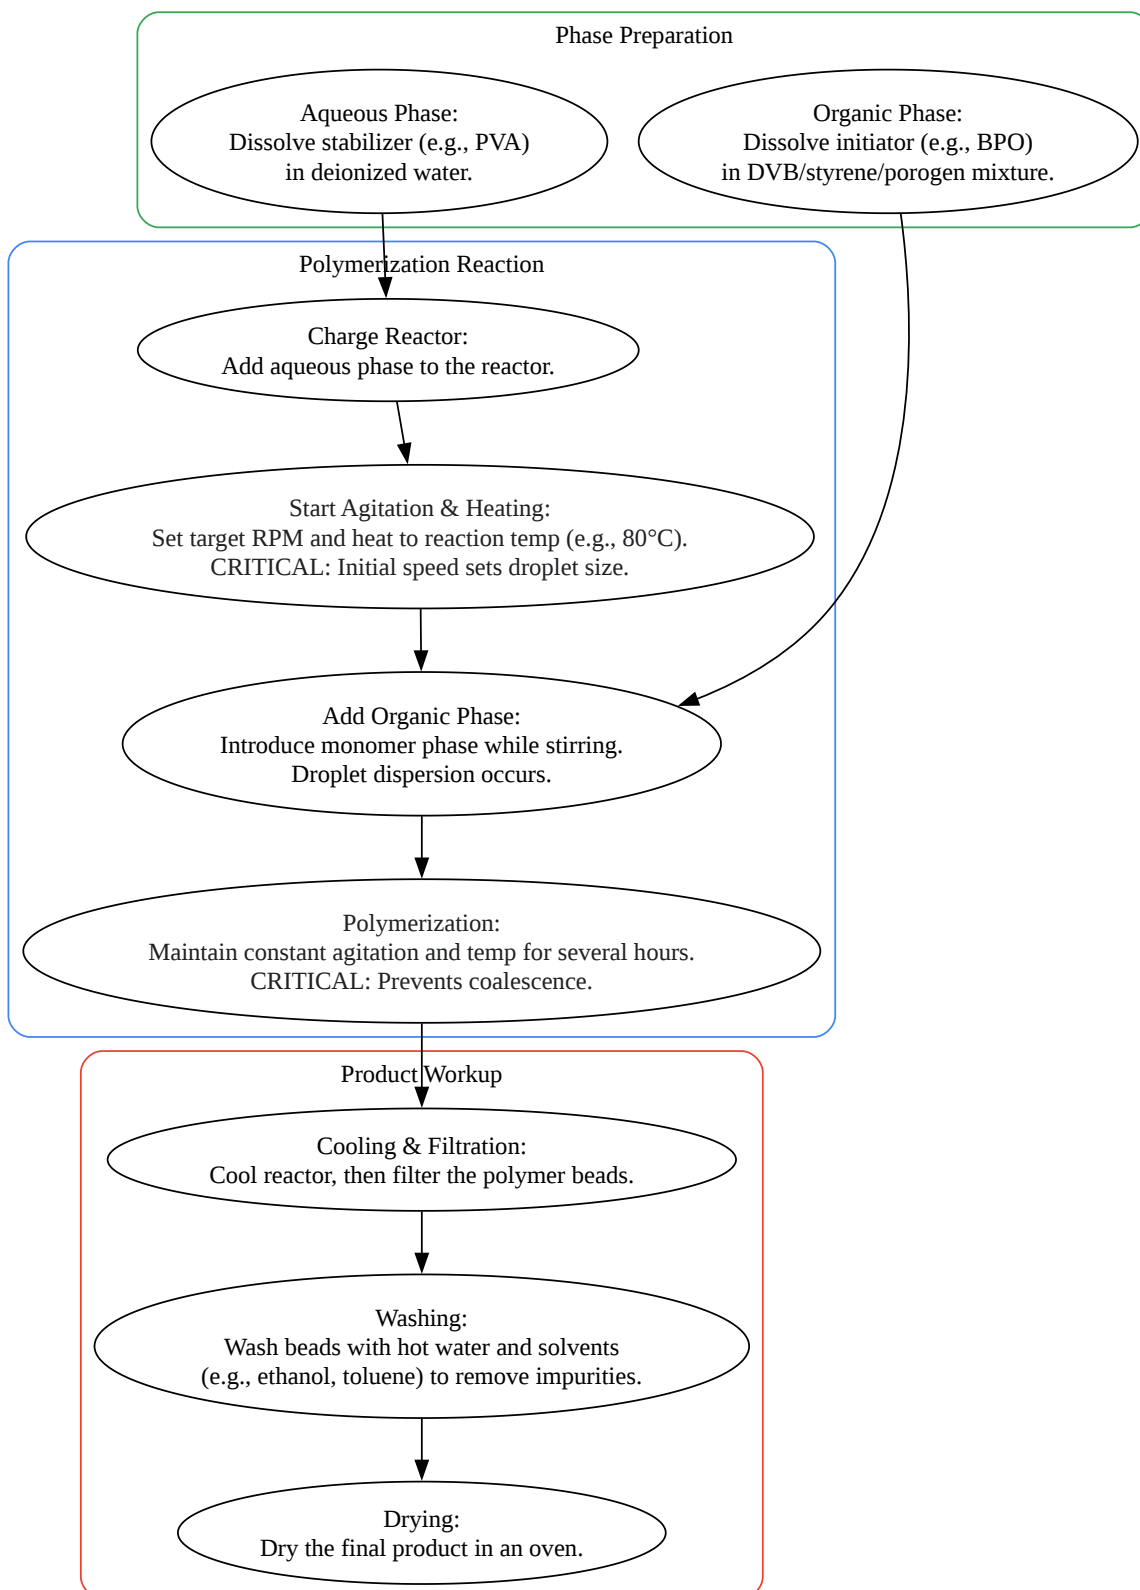 Phase Preparation
Aqueous Phase:
Dissolve stabilizer (e.g., PVA)
in deionized water.
Organic Phase:
Dissolve initiator (e.g., BPO)
in DVB/styrene/porogen mixture.
Polymerization Reaction
Charge Reactor:
Add aqueous phase to the reactor.
Start Agitation & Heating:
Set target RPM and heat to reaction temp (e.g., 80°C).
CRITICAL: Initial speed sets droplet size.
Add Organic Phase:
Introduce monomer phase while stirring.
Droplet dispersion occurs.
Polymerization:
Maintain constant agitation and temp for several hours.
CRITICAL: Prevents coalescence.
Product Workup
Cooling & Filtration:
Cool reactor, then filter the polymer beads.
Washing:
Wash beads with hot water and solvents
(e.g., ethanol, toluene) to remove impurities.
Drying:
Dry the final product in an oven.